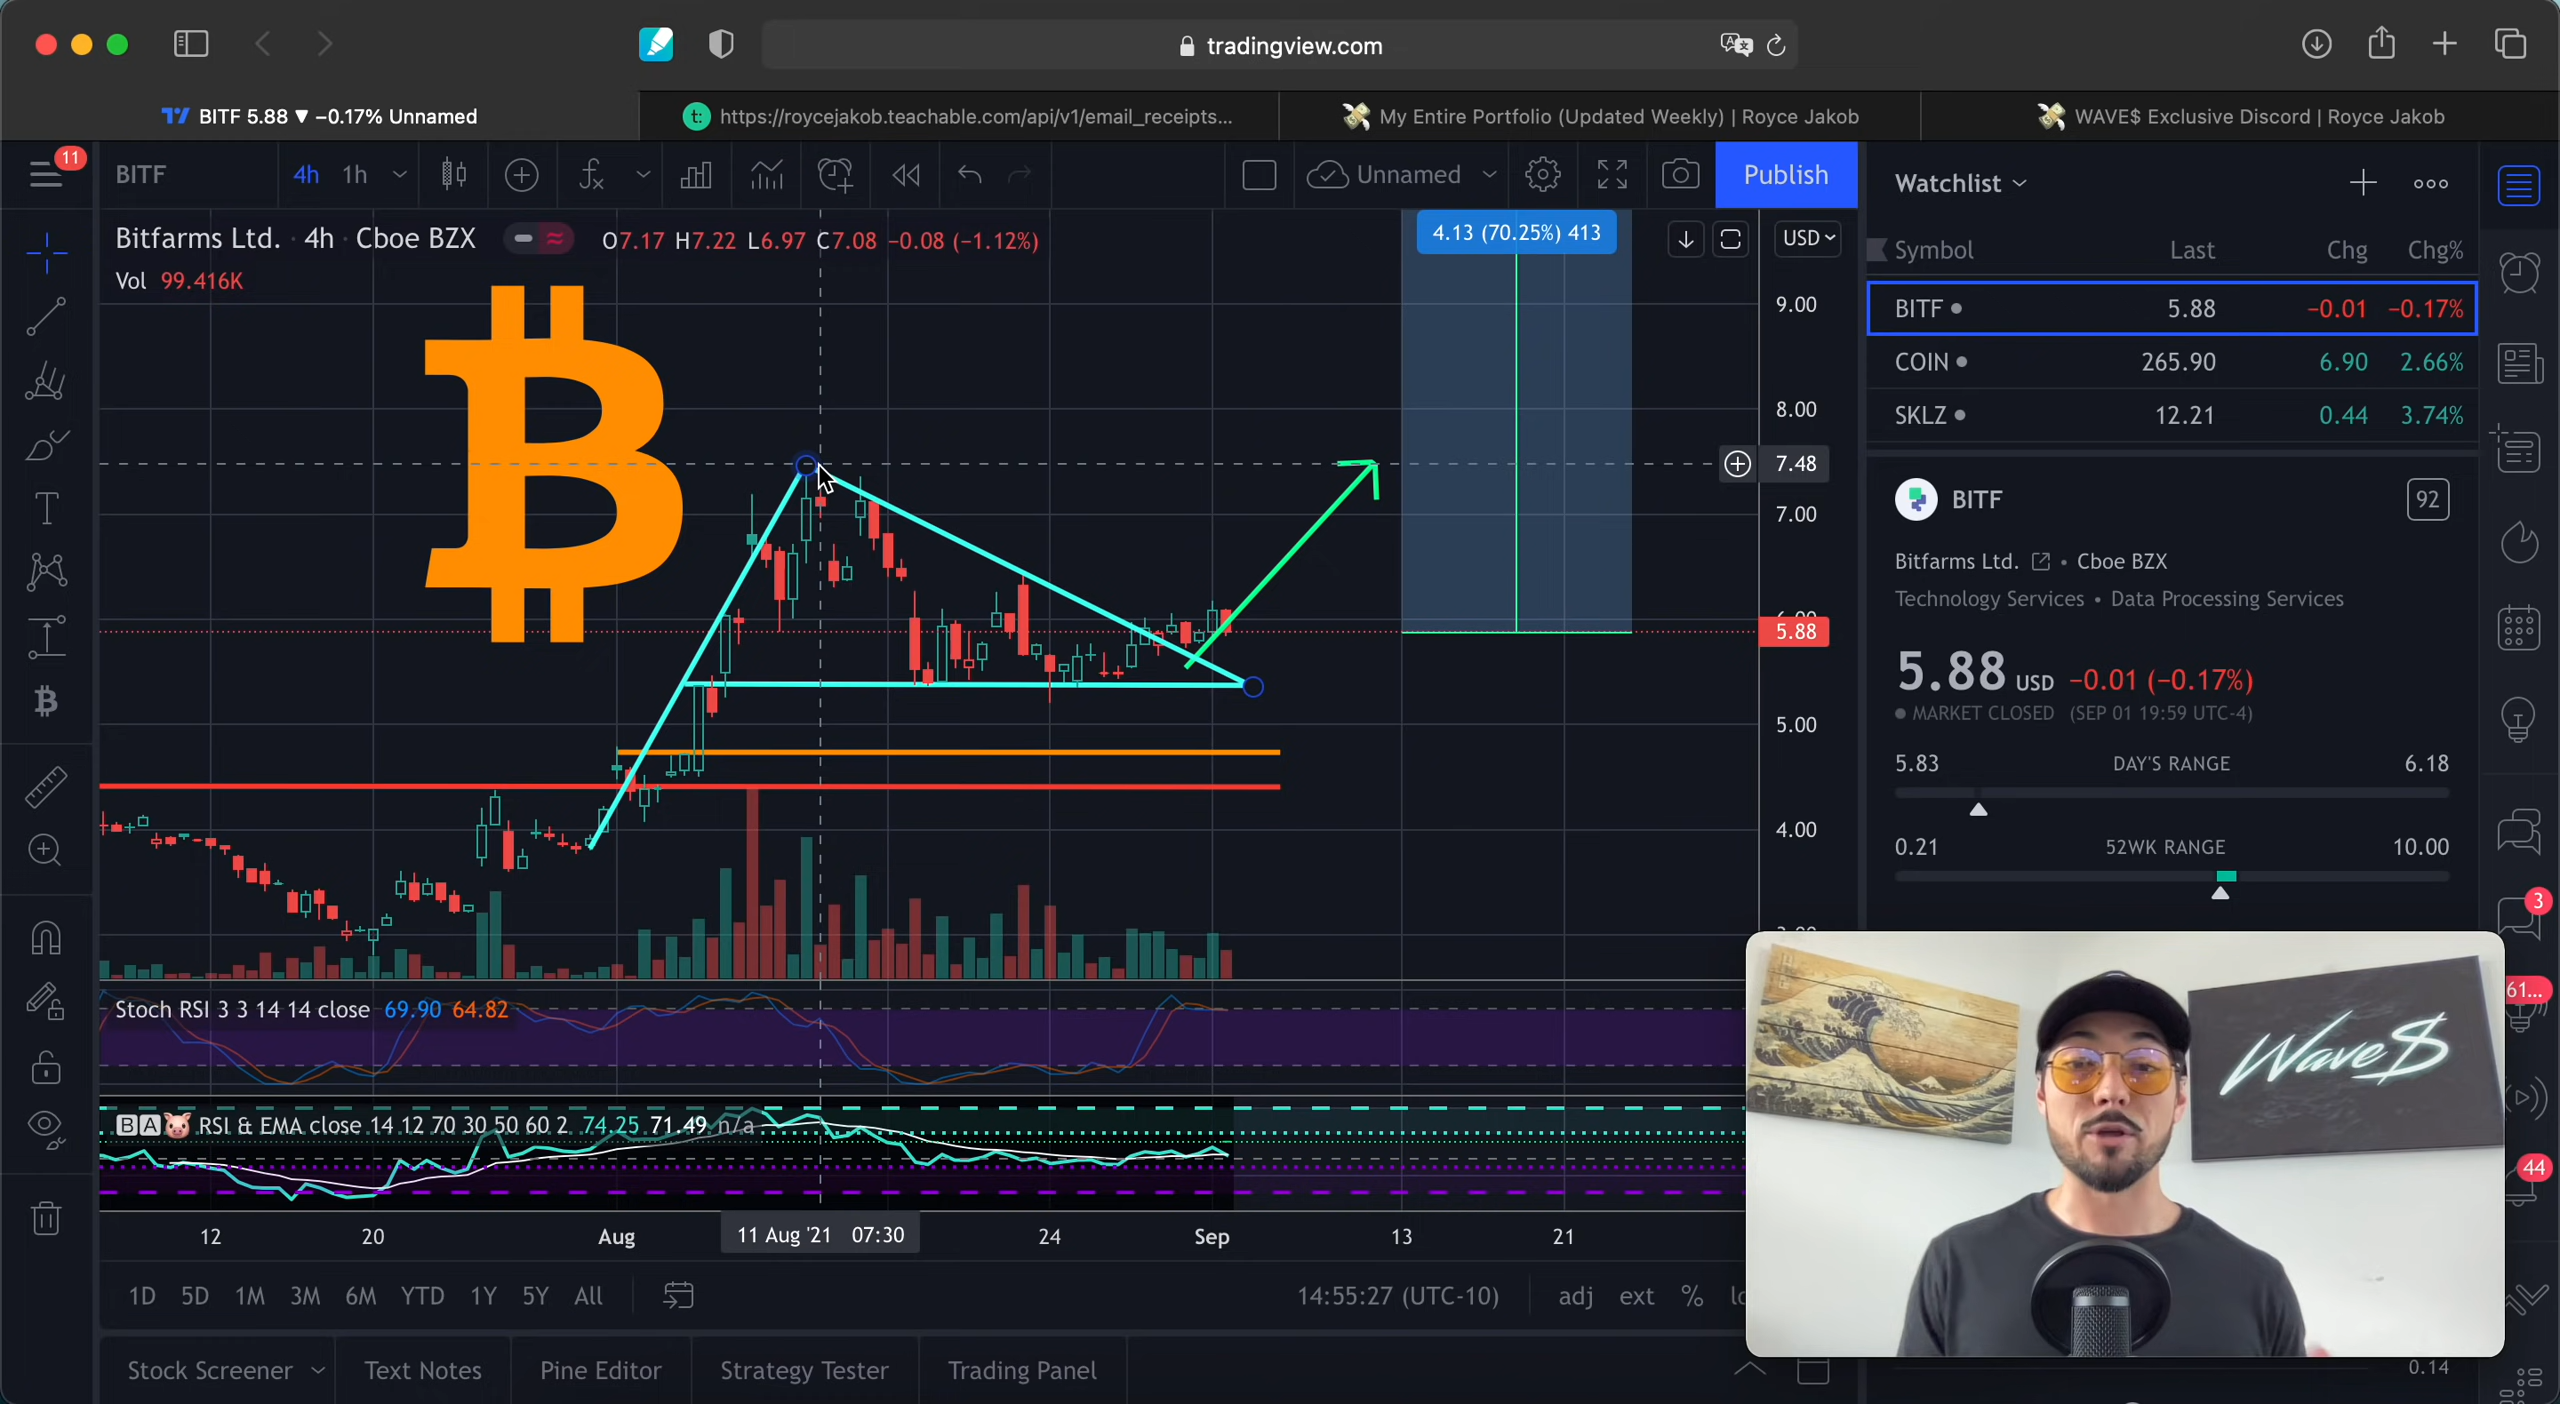 tradingview.com
BITF 5.88 ▼ −0.17% Unnamed
https://roycejakob.teachable.com/api/v1/email_receipts...
My Entire Portfolio (Updated Weekly) | Royce Jakob
WAVE$ Exclusive Discord | Royce Jakob
11
BITF
4h
1h
Unnamed
Publish
Watchlist
Bitfarms Ltd. · 4h · Cboe BZX
O7.17 H7.22 L6.97 C7.08 −0.08 (−1.12%)
Vol 99.416K
4.13 (70.25%) 413
USD
9.00
8.00
7.48
7.00
5.88
5.00
4.00
Symbol Last Chg Chg%
BITF 5.88 −0.01 −0.17%
COIN 265.90 6.90 2.66%
SKLZ 12.21 0.44 3.74%
BITF
92
Bitfarms Ltd. • Cboe BZX
Technology Services • Data Processing Services
5.88 USD −0.01 (−0.17%)
MARKET CLOSED (SEP 01 19:59 UTC-4)
5.83 DAY'S RANGE 6.18
0.21 52WK RANGE 10.00
3
61...
44
Wave$
Stoch RSI 3 3 14 14 close 69.90 64.82
BA RSI & EMA close 14 12 70 30 50 60 2 74.25 71.49 n/a
12 20 Aug 11 Aug '21 07:30 24 Sep 13 21
1D 5D 1M 3M 6M YTD 1Y 5Y All
14:55:27 (UTC-10)
adj ext %
Stock Screener Text Notes Pine Editor Strategy Tester Trading Panel
0.14